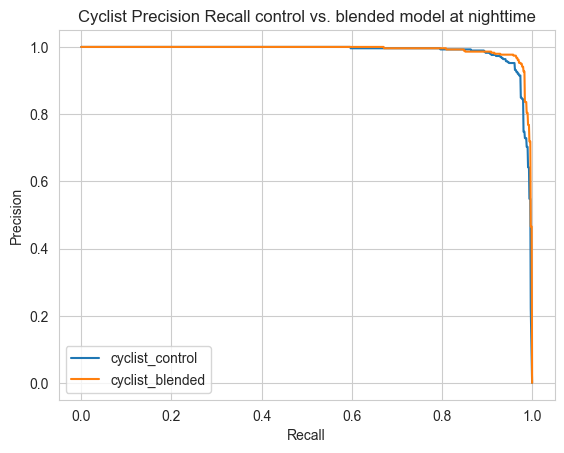 Cyclist Precision Recall control vs. blended model at nighttime
1.0
0.8
0.6
0.4
0.2
0.0
Precision
cyclist_control
cyclist_blended
0.0 0.2 0.4 0.6 0.8 1.0
Recall